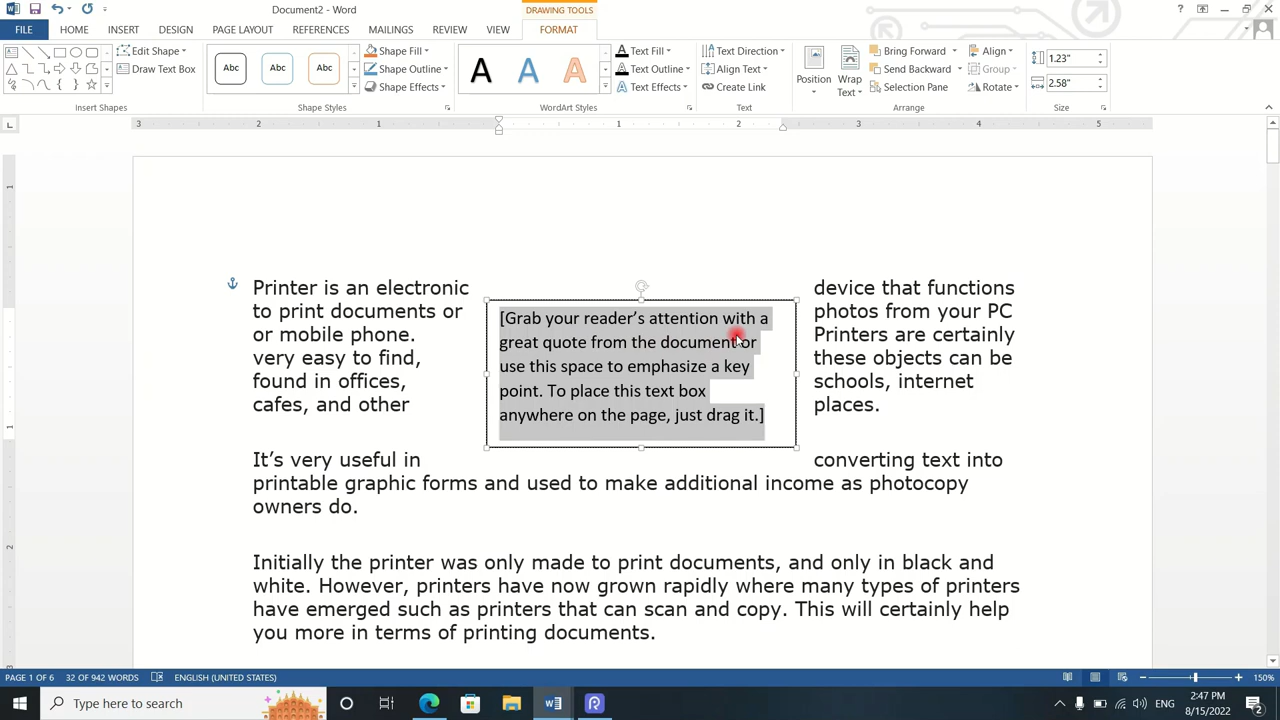 Document2 - Word
DRAWING TOOLS
FILE HOME INSERT DESIGN PAGE LAYOUT REFERENCES MAILINGS REVIEW VIEW FORMAT
Edit Shape
Draw Text Box
Insert Shapes
Abc Abc Abc
Shape Fill
Shape Outline
Shape Effects
Shape Styles
A A A
Text Fill
Text Outline
Text Effects
WordArt Styles
Text Direction
Align Text
Create Link
Text
Position
Wrap Text
Bring Forward
Send Backward
Selection Pane
Align
Group
Rotate
Arrange
1.23"
2.58"
Size
3 2 1 1 2 3 4 5
Printer is an electronic device that functions
to print documents or photos from your PC
or mobile phone. Printers are certainly
very easy to find, these objects can be
found in offices, schools, internet
cafes, and other places.
[Grab your reader's attention with a
great quote from the document or
use this space to emphasize a key
point. To place this text box
anywhere on the page, just drag it.]
It's very useful in converting text into
printable graphic forms and used to make additional income as photocopy
owners do.
Initially the printer was only made to print documents, and only in black and
white. However, printers have now grown rapidly where many types of printers
have emerged such as printers that can scan and copy. This will certainly help
you more in terms of printing documents.
PAGE 1 OF 6 32 OF 942 WORDS ENGLISH (UNITED STATES) 150%
Type here to search
ENG
2:47 PM
8/15/2022
2